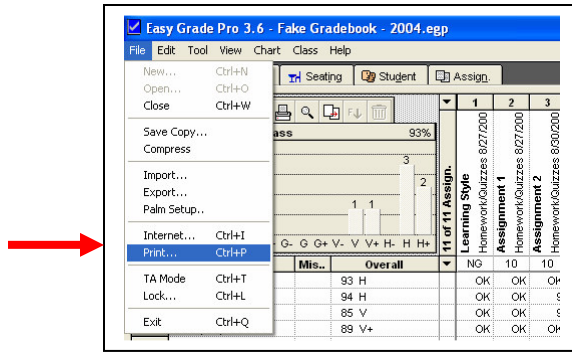 Easy Grade Pro 3.6 - Fake Gradebook - 2004.egp
File Edit Tool View Chart Class Help
Seating Student Assign.
New... Ctrl+N
Open... Ctrl+O
Close Ctrl+W
Save Copy...
Compress
Import...
Export...
Palm Setup..
Internet... Ctrl+I
Print... Ctrl+P
TA Mode Ctrl+T
Lock... Ctrl+L
Exit Ctrl+Q
ass 93%
3
2
1 1
G- G G+ V- V V+ H- H H+
11 of 11 Assign.
1 2 3
Learning Style
Homework/Quizzes 8/27/200
Assignment 1
Homework/Quizzes 8/27/200
Assignment 2
Homework/Quizzes 8/30/200
Mis.. Overall NG 10 10
93 H OK OK OK
94 H OK OK
85 V OK OK
89 V+ OK OK